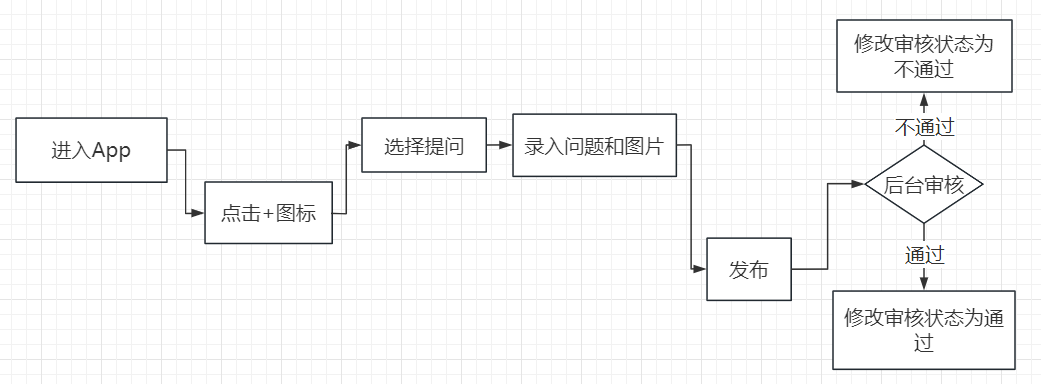 进入App
点击+图标
选择提问
录入问题和图片
发布
后台审核
不通过
修改审核状态为
不通过
通过
修改审核状态为通
过